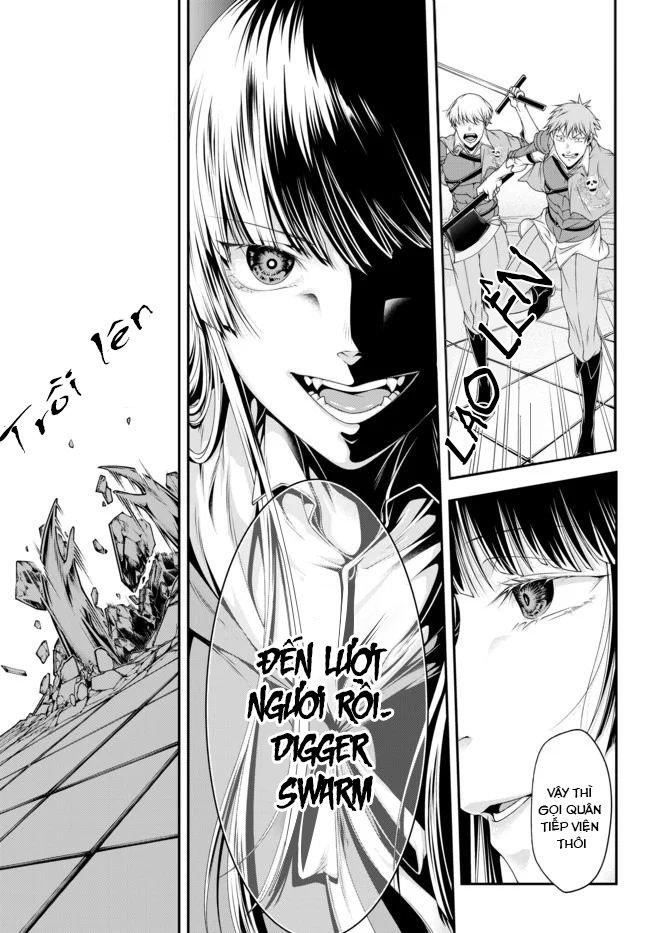 LAO LÊN
VẬY THÌ
GỌI QUÂN
TIẾP VIỆN
THÔI
ĐẾN LƯỢT
NGƯƠI RỒI-
DIGGER
SWARM
Trồi lên